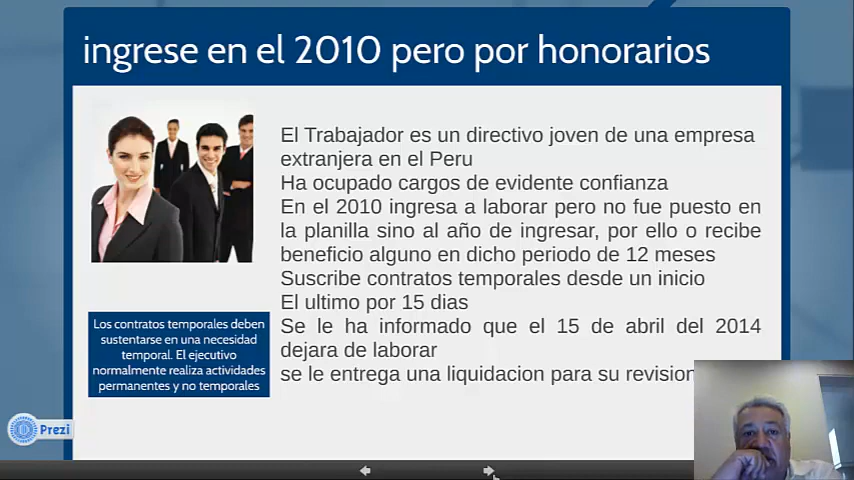 ingrese en el 2010 pero por honorarios
El Trabajador es un directivo joven de una empresa
extranjera en el Peru
Ha ocupado cargos de evidente confianza
En el 2010 ingresa a laborar pero no fue puesto en
la planilla sino al año de ingresar, por ello o recibe
beneficio alguno en dicho periodo de 12 meses
Suscribe contratos temporales desde un inicio
El ultimo por 15 dias
Se le ha informado que el 15 de abril del 2014
dejara de laborar
se le entrega una liquidacion para su revision
Los contratos temporales deben
sustentarse en una necesidad
temporal. El ejecutivo
normalmente realiza actividades
permanentes y no temporales
Prezi